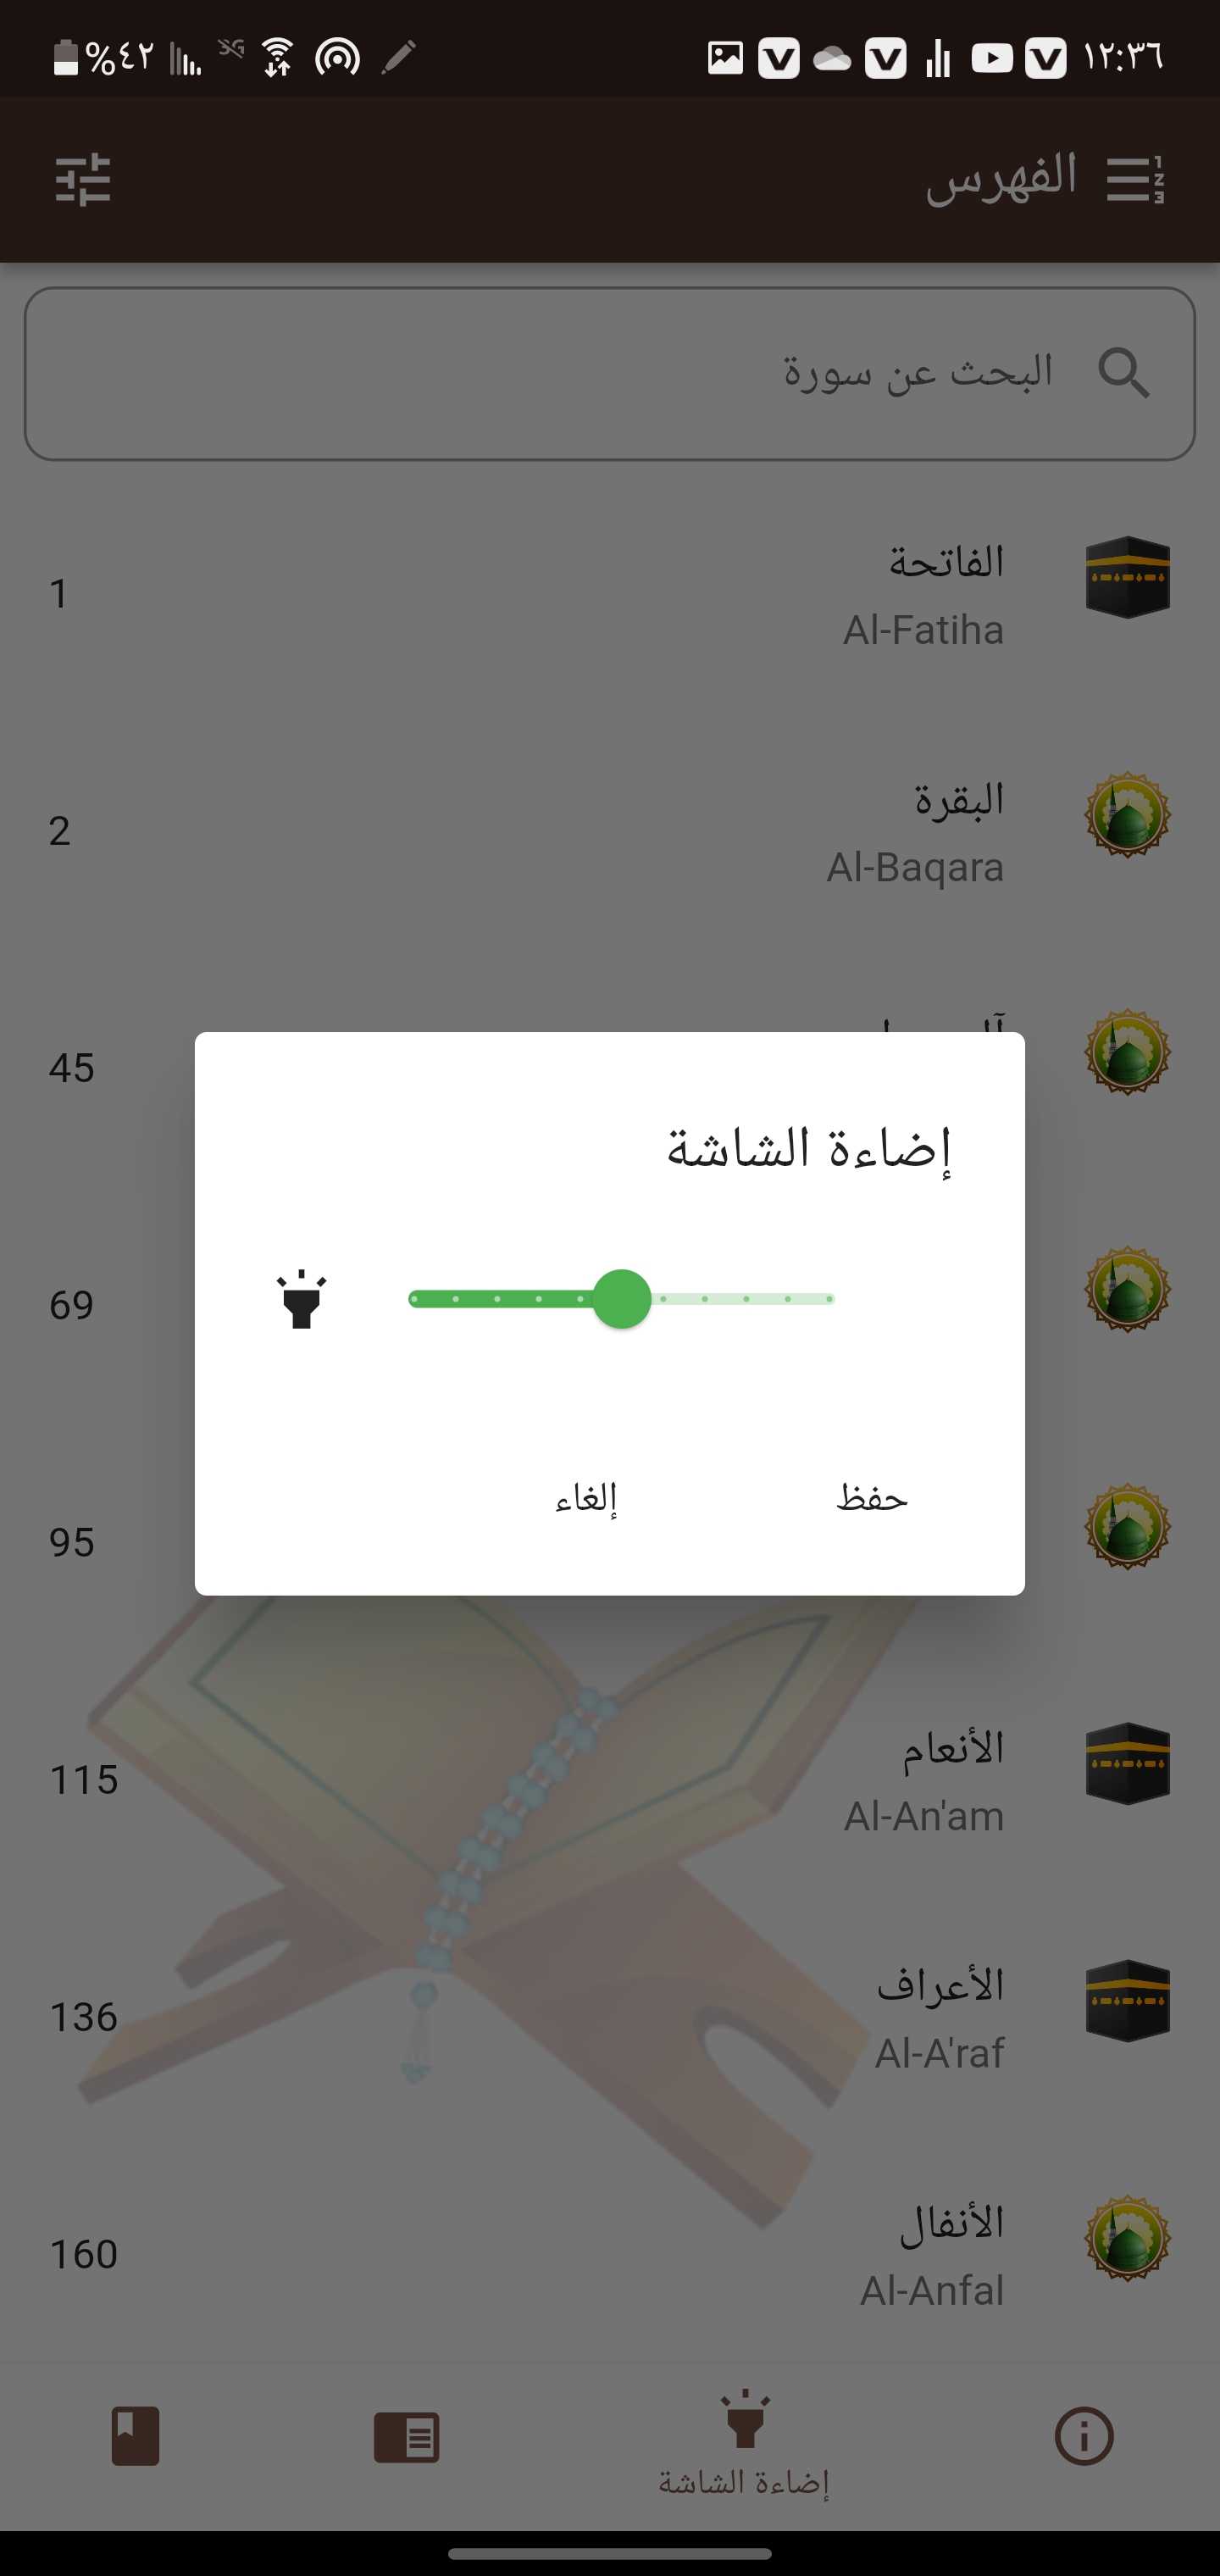 ١٢:٣٦
%٤٢
الفهرس
البحث عن سورة
الفاتحة
Al-Fatiha
1
البقرة
Al-Baqara
2
45
69
95
إضاءة الشاشة
حفظ
إلغاء
الأنعام
Al-An'am
115
الأعراف
Al-A'raf
136
الأنفال
Al-Anfal
160
إضاءة الشاشة